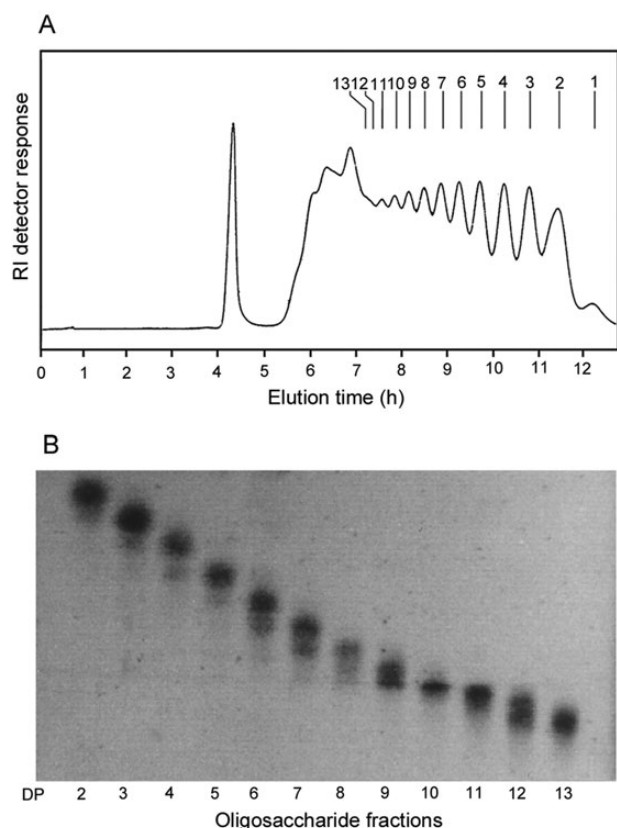 A
13 12 11 10 9 8 7 6 5 4 3 2 1
RI detector response
0 1 2 3 4 5 6 7 8 9 10 11 12
Elution time (h)
B
DP 2 3 4 5 6 7 8 9 10 11 12 13
Oligosaccharide fractions